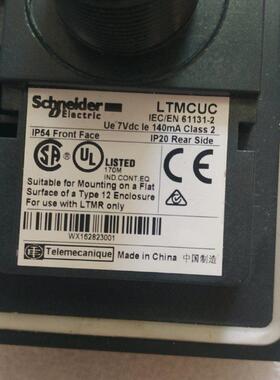 Schneider Electric
LTMCUC
IEC/EN 61131-2
Ue 7Vdc Ie 140mA Class 2
IP54 Front Face
IP20 Rear Side
SA
UL
LISTED
170M
IND.CONT.EQ
Suitable for Mounting on a Flat
Surface of a Type 12 Enclosure
For use with LTMR only
WX162823001
Telemecanique
Made in China 中国制造